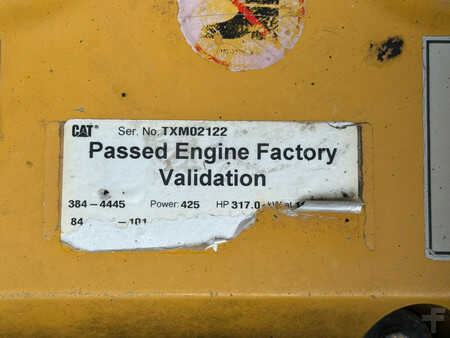 CAT® Ser. No. TXM02122
Passed Engine Factory
Validation
384-4445 Power: 425 HP 317.0
84 -101